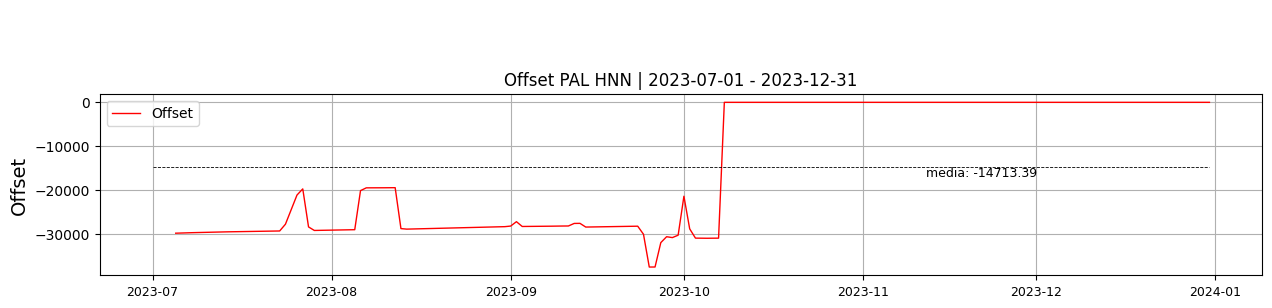 Offset PAL HNN | 2023-07-01 - 2023-12-31
Offset
0
−10000
−20000
−30000
Offset
media: -14713.39
2023-07
2023-08
2023-09
2023-10
2023-11
2023-12
2024-01